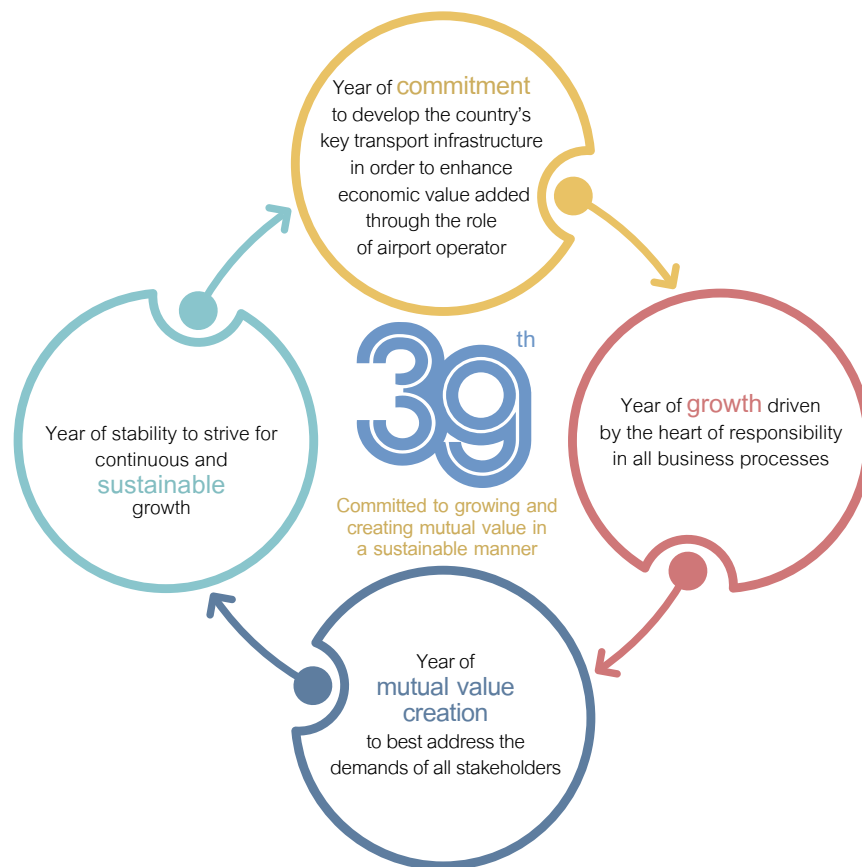 Year of commitment
to develop the country's
key transport infrastructure
in order to enhance
economic value added
through the role
of airport operator
Year of growth driven
by the heart of responsibility
in all business processes
Year of
mutual value
creation
to best address the
demands of all stakeholders
Year of stability to strive for
continuous and
sustainable
growth
39th
Committed to growing and
creating mutual value in
a sustainable manner